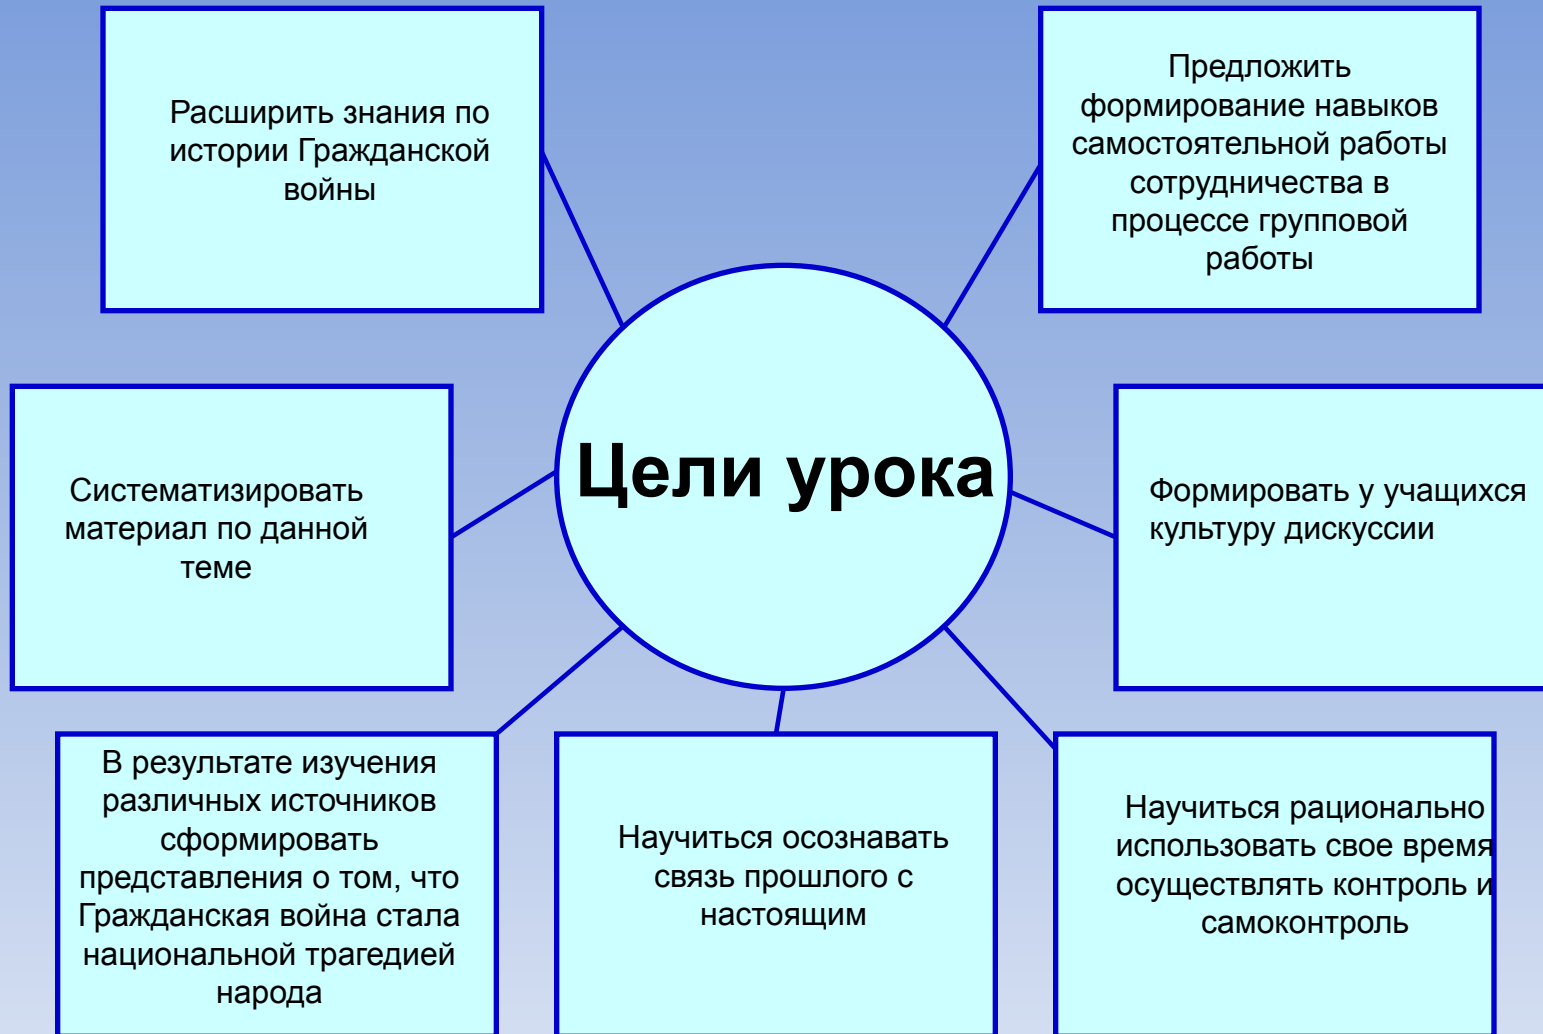 Расширить знания по
истории Гражданской
войны
Предложить
формирование навыков
самостоятельной работы
сотрудничества в
процессе групповой
работы
Цели урока
Систематизировать
материал по данной
теме
Формировать у учащихся
культуру дискуссии
В результате изучения
различных источников
сформировать
представления о том, что
Гражданская война стала
национальной трагедией
народа
Научиться осознавать
связь прошлого с
настоящим
Научиться рационально
использовать свое время
осуществлять контроль и
самоконтроль